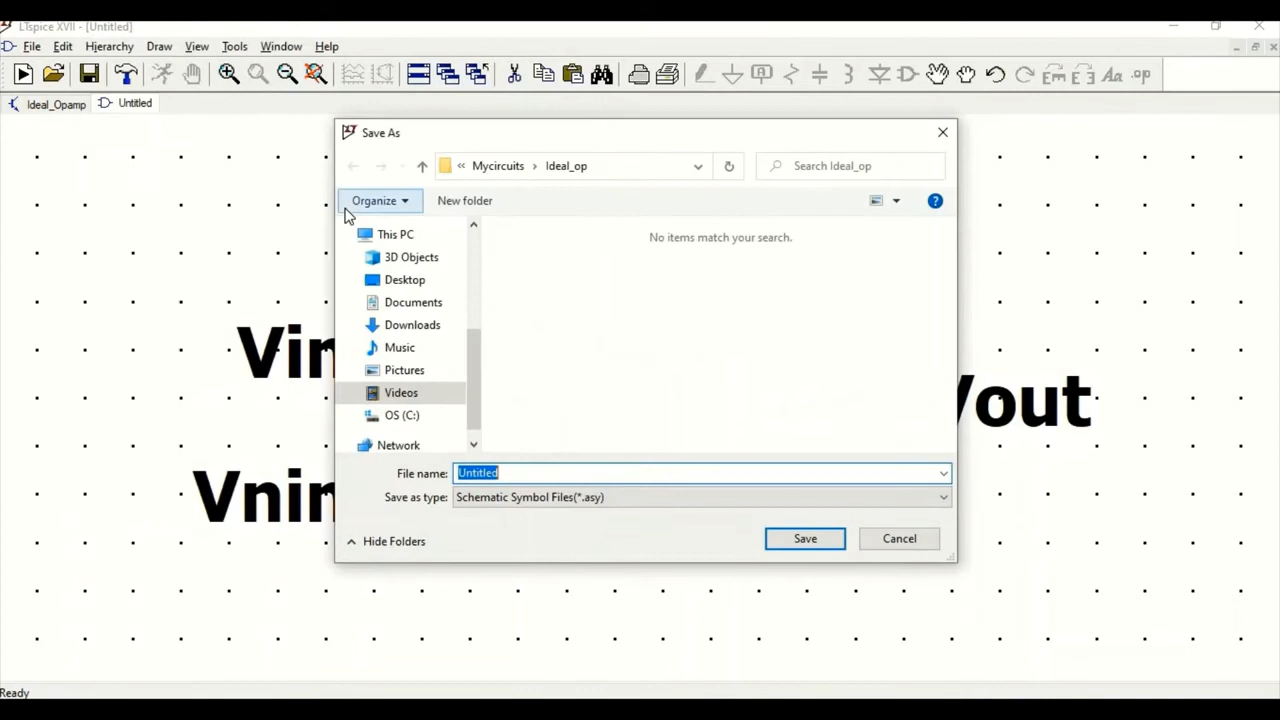 LTspice XVII - [Untitled]
File Edit Hierarchy Draw View Tools Window Help
Ideal_Opamp Untitled
Save As
« Mycircuits › Ideal_op Search Ideal_op
Organize New folder
This PC
3D Objects
Desktop
Documents
Downloads
Music
Pictures
Videos
OS (C:)
Network
No items match your search.
Vin
Vout
Vnin
File name: Untitled
Save as type: Schematic Symbol Files(*.asy)
Hide Folders Save Cancel
Ready